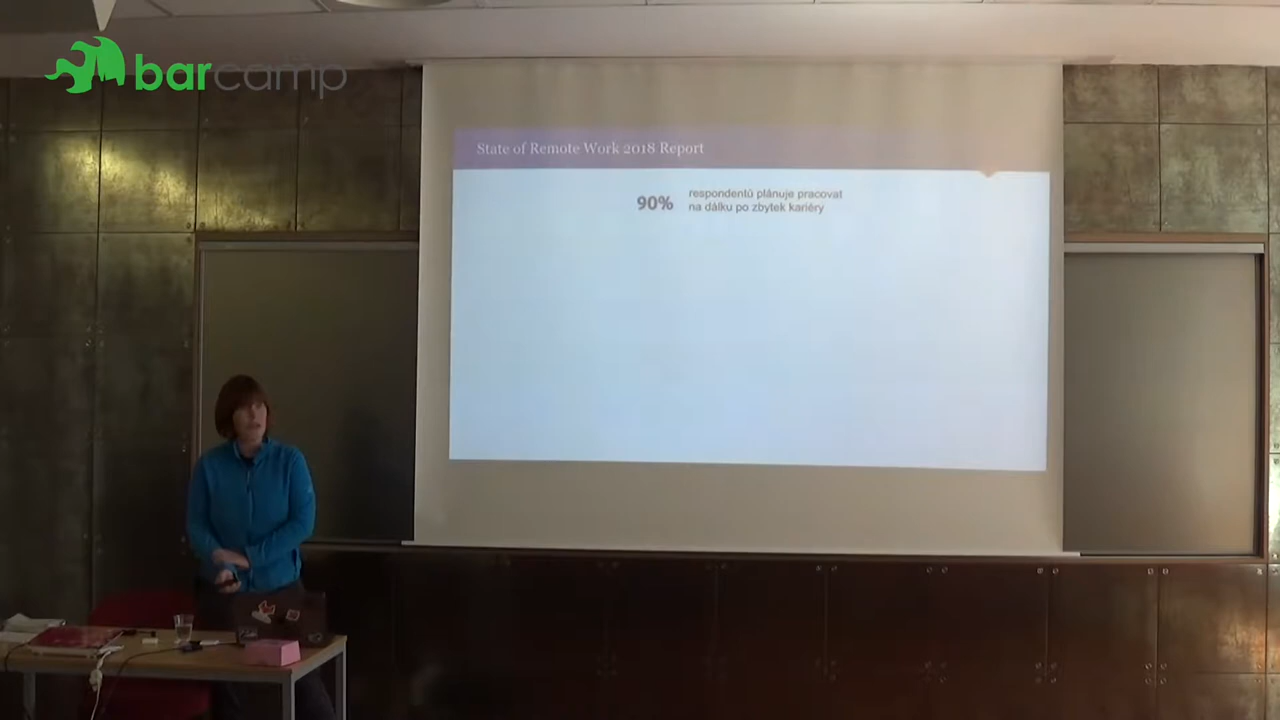 barcamp
State of Remote Work 2018 Report
90%
respondentů plánuje pracovat
na dálku po zbytek kariéry